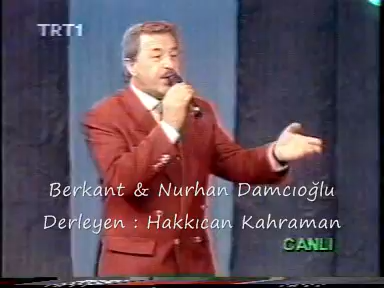 TRT1
Berkant & Nurhan Damcıoğlu
Derleyen : Hakkıcan Kahraman
CANLI